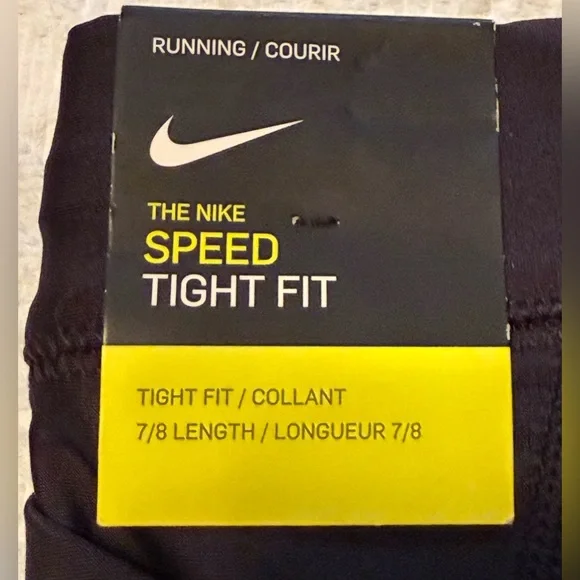 RUNNING / COURIR
THE NIKE
SPEED
TIGHT FIT
TIGHT FIT / COLLANT
7/8 LENGTH / LONGUEUR 7/8